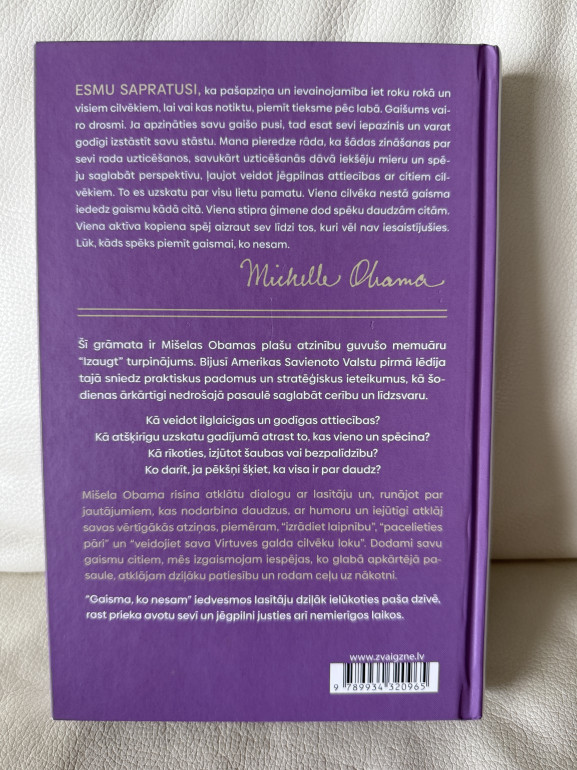 ESMU SAPRATUSI, ka pašapziņa un ievainojamība iet roku rokā un
visiem cilvēkiem, lai vai kas notiktu, piemīt tieksme pēc labā. Gaišums vai-
ro drosmi. Ja apzināties savu gaišo pusi, tad esat sevi iepazinis un varat
godīgi izstāstīt savu stāstu. Mana pieredze rāda, ka šādas zināšanas par
sevi rada uzticēšanos, savukārt uzticēšanās dāvā iekšēju mieru un spē-
ju saglabāt perspektīvu, ļaujot veidot jēgpilnas attiecības ar citiem cil-
vēkiem. To es uzskatu par visu lietu pamatu. Viena cilvēka nestā gaisma
iededz gaismu kādā citā. Viena stipra ģimene dod spēku daudzām citām.
Viena aktīva kopiena spēj aizraut sev līdzi tos, kuri vēl nav iesaistījušies.
Lūk, kāds spēks piemīt gaismai, ko nesam.
Michelle Obama
Šī grāmata ir Mišelas Obamas plašu atzinību guvušo memuāru
"Izaugt" turpinājums. Bijusī Amerikas Savienoto Valstu pirmā lēdija
tajā sniedz praktiskus padomus un stratēģiskus ieteikumus, kā šo-
dienas ārkārtīgi nedrošajā pasaulē saglabāt cerību un līdzsvaru.
Kā veidot ilglaicīgas un godīgas attiecības?
Kā atšķirīgu uzskatu gadījumā atrast to, kas vieno un spēcina?
Kā rīkoties, izjūtot šaubas vai bezpalīdzību?
Ko darīt, ja pēkšņi šķiet, ka visa ir par daudz?
Mišela Obama risina atklātu dialogu ar lasītāju un, runājot par
jautājumiem, kas nodarbina daudzus, ar humoru un iejūtīgi atklāj
savas vērtīgākās atziņas, piemēram, "izrādiet laipnību", "pacelieties
pāri" un "veidojiet sava Virtuves galda cilvēku loku". Dodami savu
gaismu citiem, mēs izgaismojam iespējas, ko glabā apkārtējā pa-
saule, atklājam dziļāku patiesību un rodam ceļu uz nākotni.
"Gaisma, ko nesam" iedvesmos lasītāju dziļāk ielūkoties paša dzīvē,
rast prieka avotu sevī un jēgpilni justies arī nemierīgos laikos.
www.zvaigzne.lv
9 789934 320965